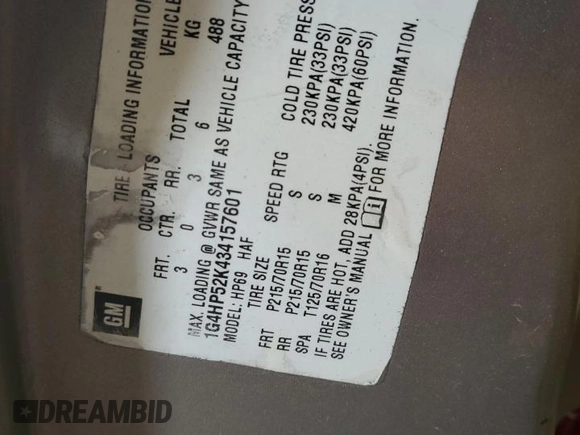 GM
TIRE - LOADING INFORMATION
OCCUPANTS VEHICLE
FRT. CTR. RR. TOTAL KG
3 0 3 6 488
MAX. LOADING @ GVWR SAME AS VEHICLE CAPACITY
1G4HP52K434157601
MODEL: HP69 HAF
TIRE SIZE SPEED RTG COLD TIRE PRESS
FRT P215/70R15 S 230KPA(33PSI)
RR P215/70R15 S 230KPA(33PSI)
SPA T125/70R16 M 420KPA(60PSI)
IF TIRES ARE HOT, ADD 28KPA(4PSI).
SEE OWNER'S MANUAL i FOR MORE INFORMATION.
DREAMBID